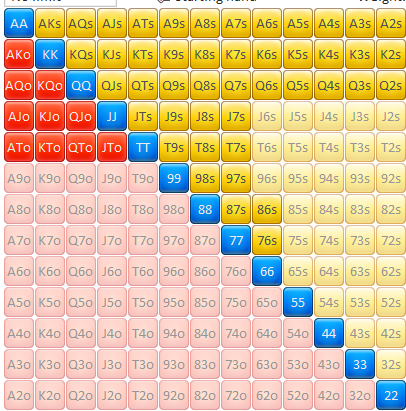 AA AKs AQs AJs ATs A9s A8s A7s A6s A5s A4s A3s A2s
AKo KK KQs KJs KTs K9s K8s K7s K6s K5s K4s K3s K2s
AQo KQo QQ QJs QTs Q9s Q8s Q7s Q6s Q5s Q4s Q3s Q2s
AJo KJo QJo JJ JTs J9s J8s J7s J6s J5s J4s J3s J2s
ATo KTo QTo JTo TT T9s T8s T7s T6s T5s T4s T3s T2s
A9o K9o Q9o J9o T9o 99 98s 97s 96s 95s 94s 93s 92s
A8o K8o Q8o J8o T8o 98o 88 87s 86s 85s 84s 83s 82s
A7o K7o Q7o J7o T7o 97o 87o 77 76s 75s 74s 73s 72s
A6o K6o Q6o J6o T6o 96o 86o 76o 66 65s 64s 63s 62s
A5o K5o Q5o J5o T5o 95o 85o 75o 65o 55 54s 53s 52s
A4o K4o Q4o J4o T4o 94o 84o 74o 64o 54o 44 43s 42s
A3o K3o Q3o J3o T3o 93o 83o 73o 63o 53o 43o 33 32s
A2o K2o Q2o J2o T2o 92o 82o 72o 62o 52o 42o 32o 22